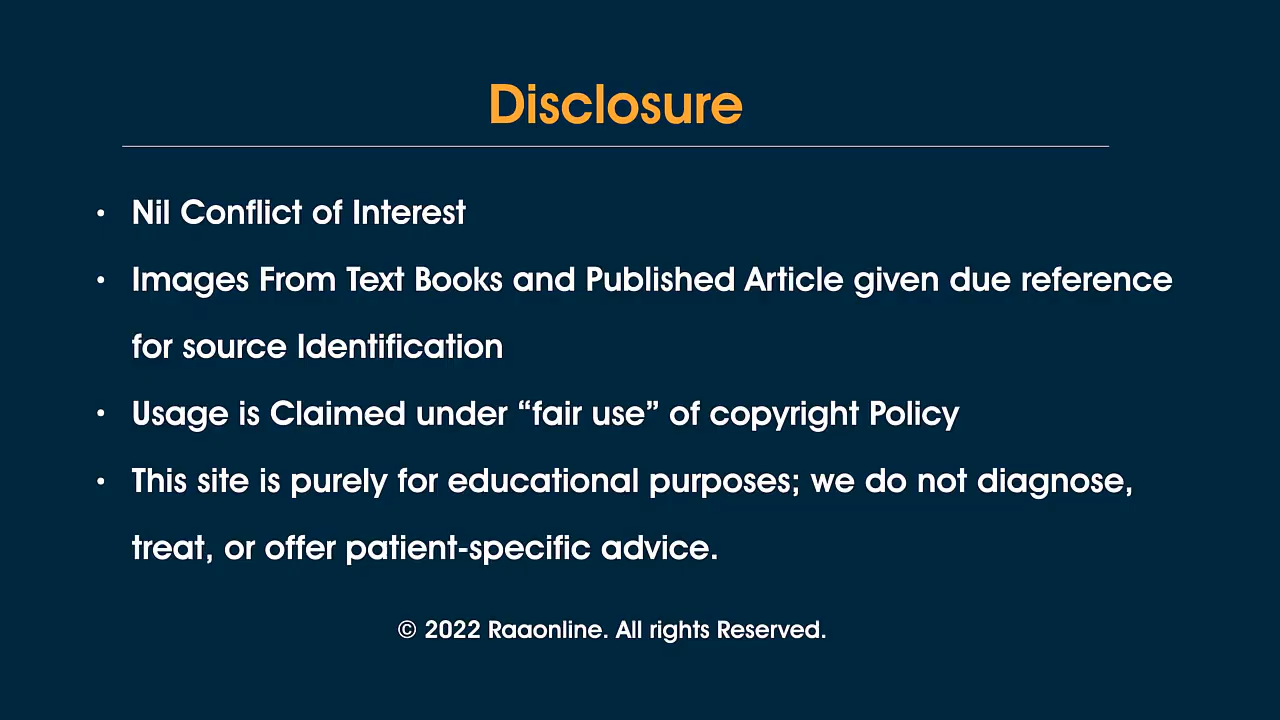 Disclosure
• Nil Conflict of Interest
• Images From Text Books and Published Article given due reference
for source Identification
• Usage is Claimed under “fair use” of copyright Policy
• This site is purely for educational purposes; we do not diagnose,
treat, or offer patient-specific advice.
© 2022 Raaonline. All rights Reserved.